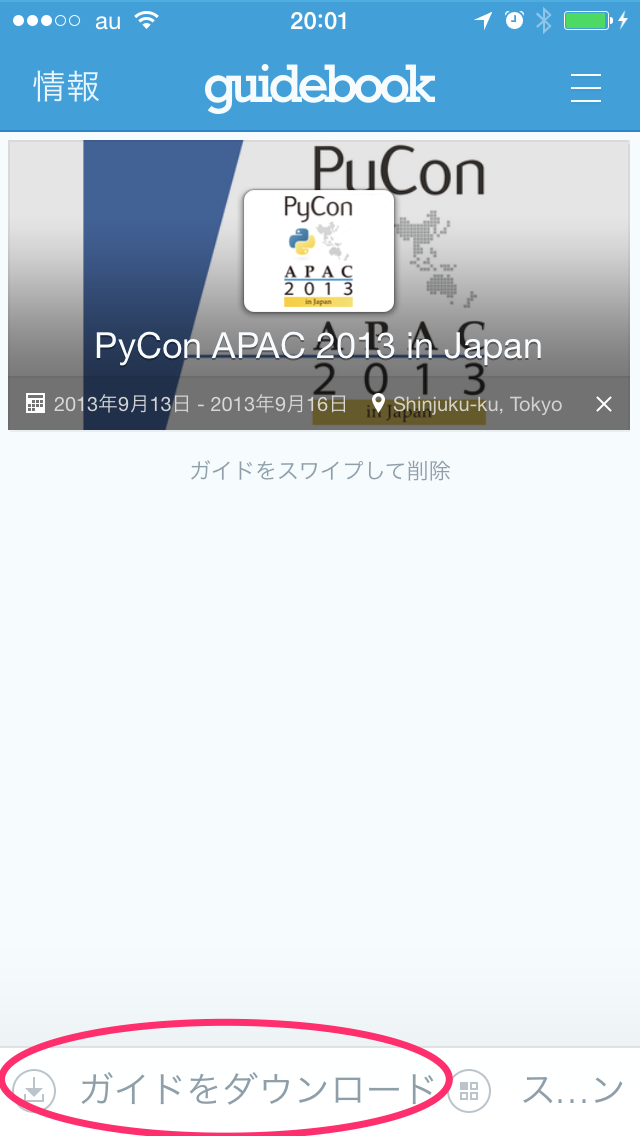 au 20:01
情報 guidebook
PyCon
PyCon
APAC
2013
in Japan
APAC
PyCon APAC 2013 in Japan
2013
2013年9月13日 - 2013年9月16日 Shinjuku-ku, Tokyo
in Japan
ガイドをスワイプして削除
ガイドをダウンロード ス...ン